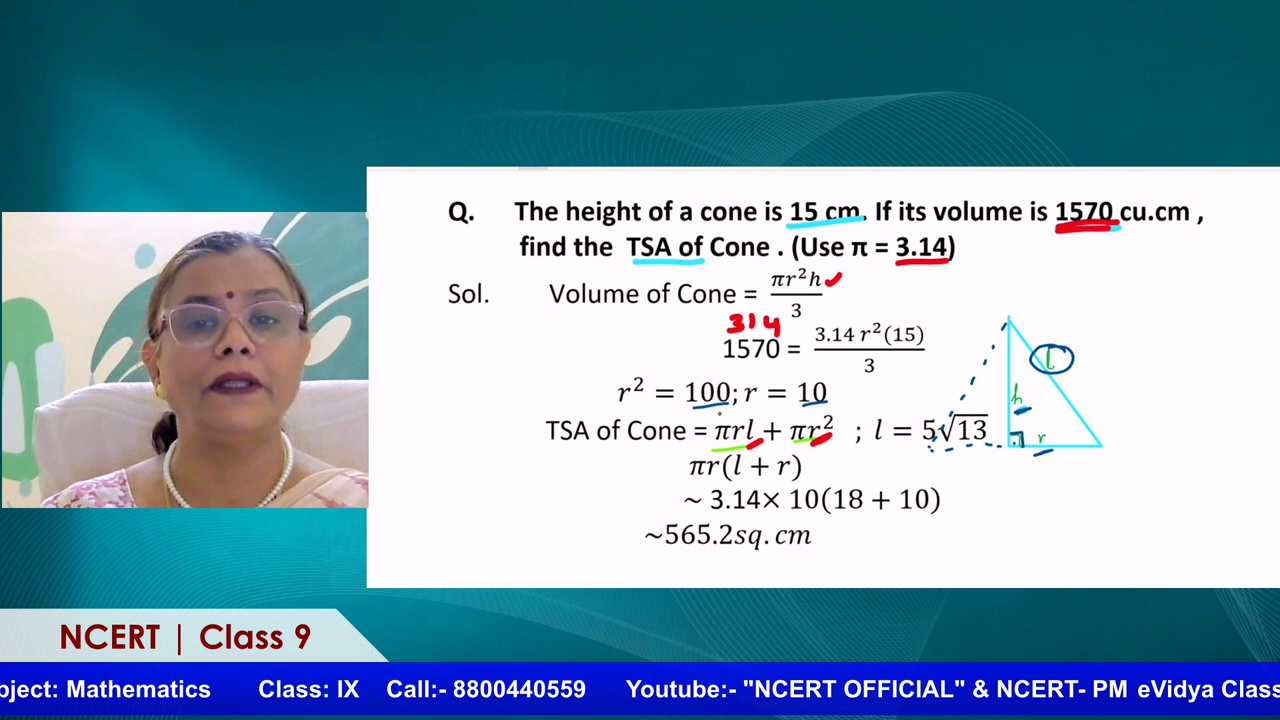 Q. The height of a cone is 15 cm. If its volume is 1570 cu.cm ,
find the TSA of Cone . (Use π = 3.14)
Sol. Volume of Cone = πr²h/3
314
1570 = 3.14 r²(15)/3
r² = 100; r = 10
TSA of Cone = πrl + πr² ; l = 5√13
πr(l + r)
~ 3.14× 10(18 + 10)
~565.2sq.cm
l
h
r
NCERT | Class 9
bject: Mathematics Class: IX Call:- 8800440559 Youtube:- "NCERT OFFICIAL" & NCERT- PM eVidya Class